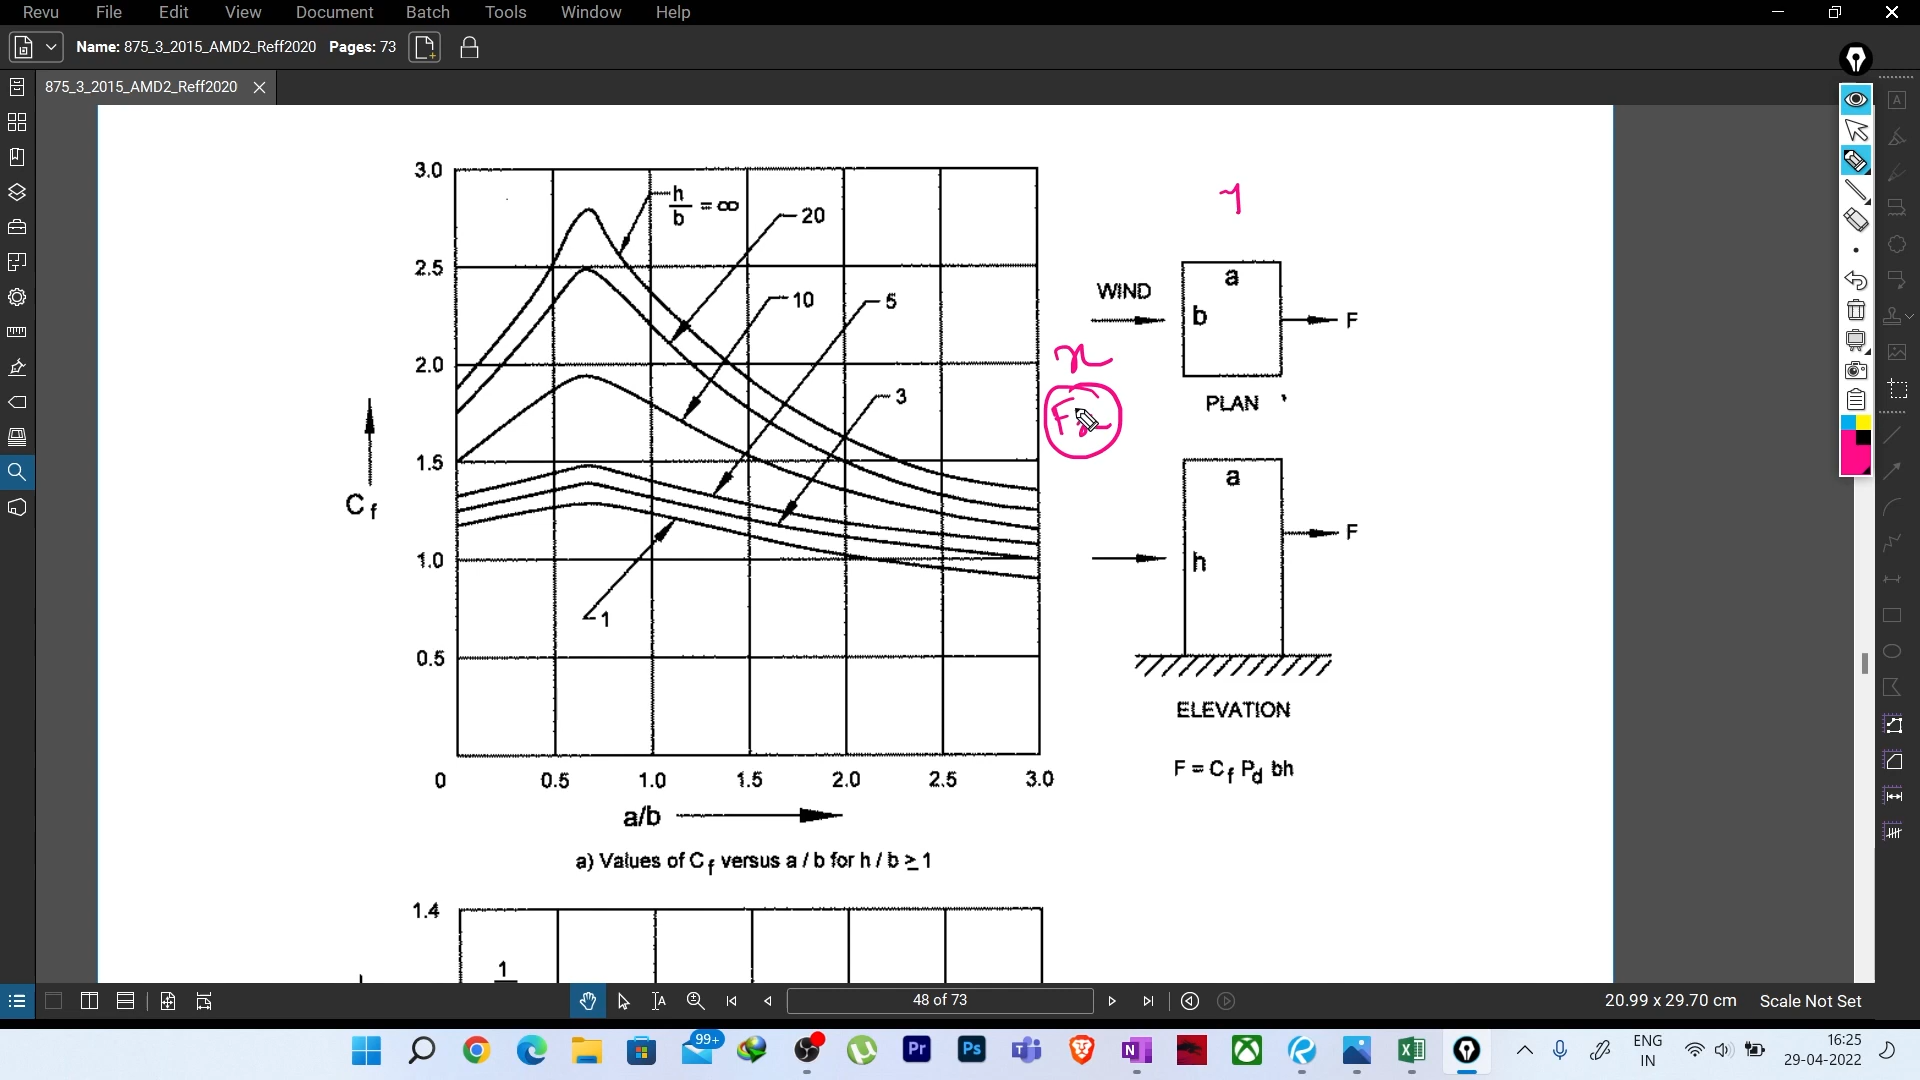 Revu File Edit View Document Batch Tools Window Help
Name: 875_3_2015_AMD2_Reff2020 Pages: 73
875_3_2015_AMD2_Reff2020
3.0
h/b = ∞
20
2.5
10
5
2.0
3
1.5
Cf
1.0
1
0.5
0 0.5 1.0 1.5 2.0 2.5 3.0
a/b
a) Values of Cf versus a / b for h / b ≥ 1
1.4
1
y
a
WIND
b
F
x
Fx
PLAN
a
F
h
ELEVATION
F = Cf Pd bh
48 of 73
20.99 x 29.70 cm Scale Not Set
99+
Pr
Ps
ENG
IN
16:25
29-04-2022